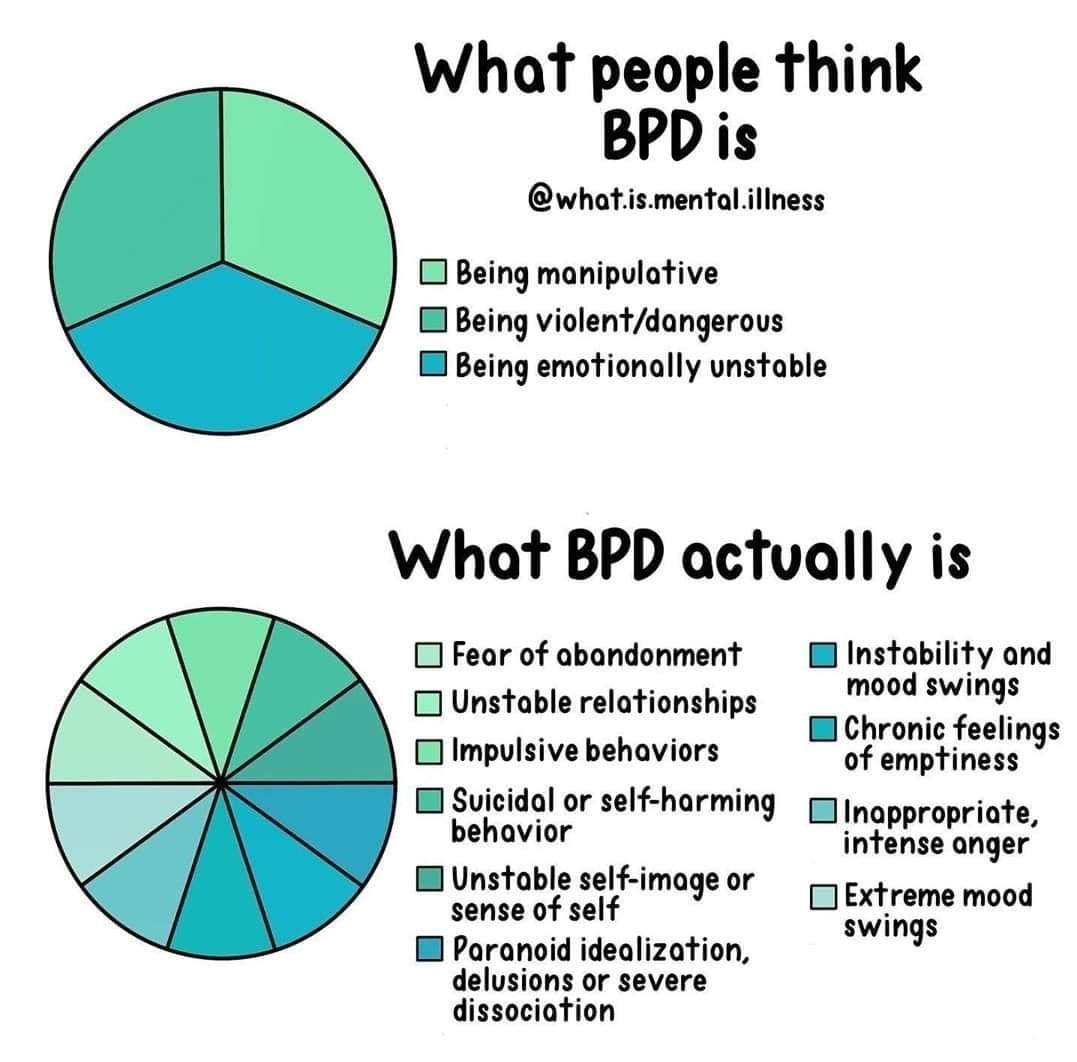 What people think
BPD is
@what.is.mental.illness
Being manipulative
Being violent/dangerous
Being emotionally unstable
What BPD actually is
Fear of abandonment
Unstable relationships
Impulsive behaviors
Suicidal or self-harming
behavior
Unstable self-image or
sense of self
Paranoid idealization,
delusions or severe
dissociation
Instability and
mood swings
Chronic feelings
of emptiness
Inappropriate,
intense anger
Extreme mood
swings